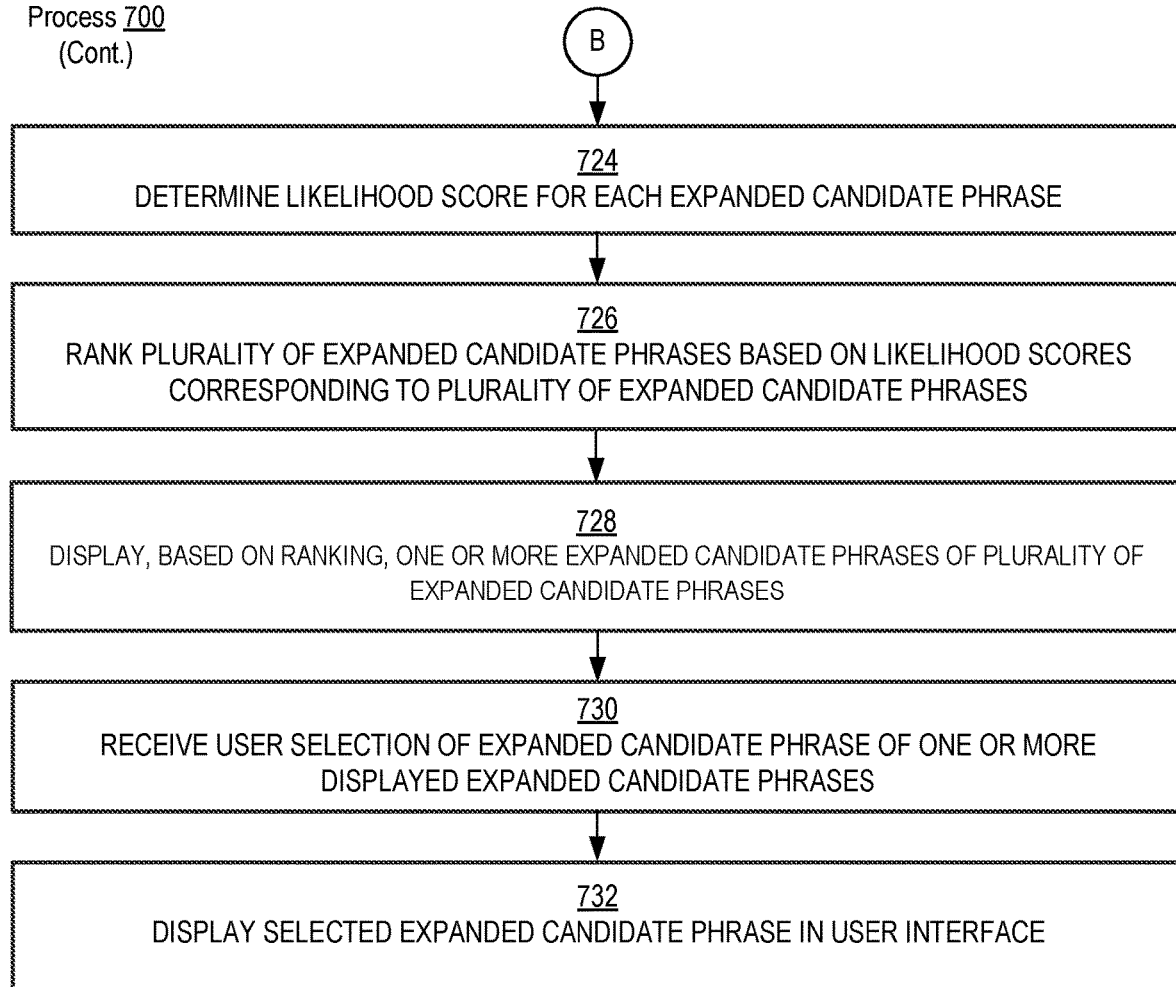 Process 700
(Cont.)
B
724
DETERMINE LIKELIHOOD SCORE FOR EACH EXPANDED CANDIDATE PHRASE
726
RANK PLURALITY OF EXPANDED CANDIDATE PHRASES BASED ON LIKELIHOOD SCORES
CORRESPONDING TO PLURALITY OF EXPANDED CANDIDATE PHRASES
728
DISPLAY, BASED ON RANKING, ONE OR MORE EXPANDED CANDIDATE PHRASES OF PLURALITY OF
EXPANDED CANDIDATE PHRASES
730
RECEIVE USER SELECTION OF EXPANDED CANDIDATE PHRASE OF ONE OR MORE
DISPLAYED EXPANDED CANDIDATE PHRASES
732
DISPLAY SELECTED EXPANDED CANDIDATE PHRASE IN USER INTERFACE